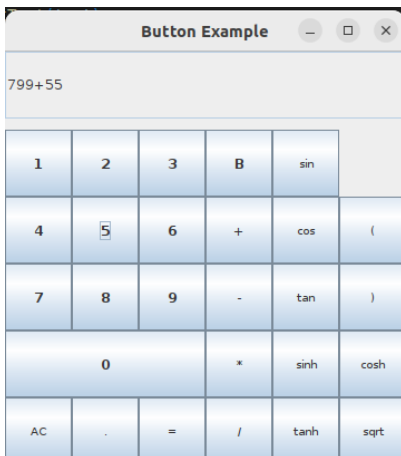 Button Example
799+55
1 2 3 B sin
4 5 6 + cos (
7 8 9 - tan )
0 * sinh cosh
AC . = / tanh sqrt